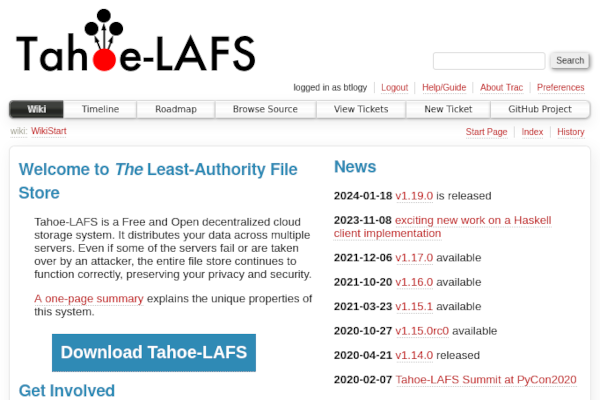 Tahoe-LAFS
Search
logged in as btlogy Logout Help/Guide About Trac Preferences
Wiki Timeline Roadmap Browse Source View Tickets New Ticket GitHub Project
wiki: WikiStart Start Page Index History
Welcome to The Least-Authority File
Store
Tahoe-LAFS is a Free and Open decentralized cloud
storage system. It distributes your data across multiple
servers. Even if some of the servers fail or are taken
over by an attacker, the entire file store continues to
function correctly, preserving your privacy and security.
A one-page summary explains the unique properties of
this system.
Download Tahoe-LAFS
Get Involved
News
2024-01-18 v1.19.0 is released
2023-11-08 exciting new work on a Haskell
client implementation
2021-12-06 v1.17.0 available
2021-10-20 v1.16.0 available
2021-03-23 v1.15.1 available
2020-10-27 v1.15.0rc0 available
2020-04-21 v1.14.0 released
2020-02-07 Tahoe-LAFS Summit at PyCon2020